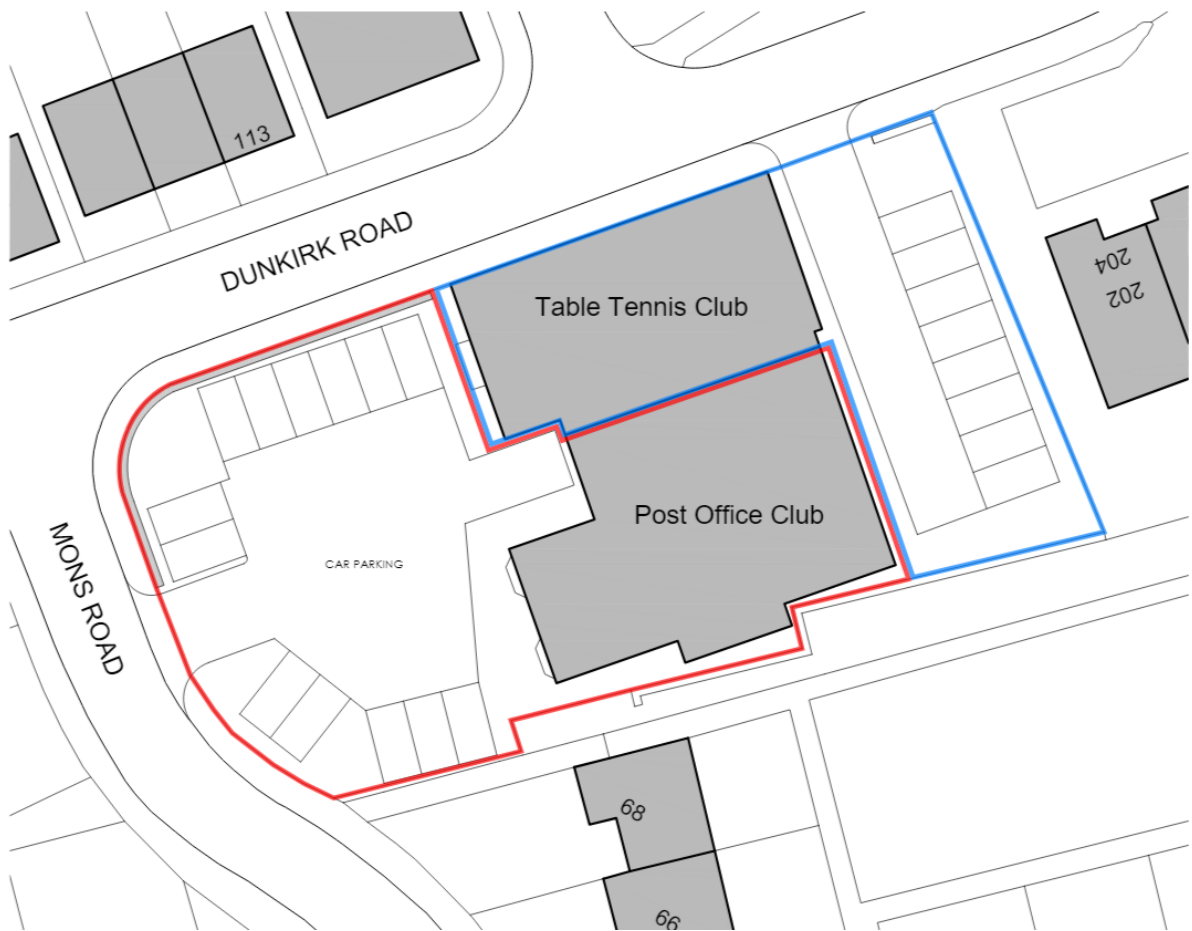 113
DUNKIRK ROAD
204
202
Table Tennis Club
Post Office Club
CAR PARKING
MONS ROAD
68
66